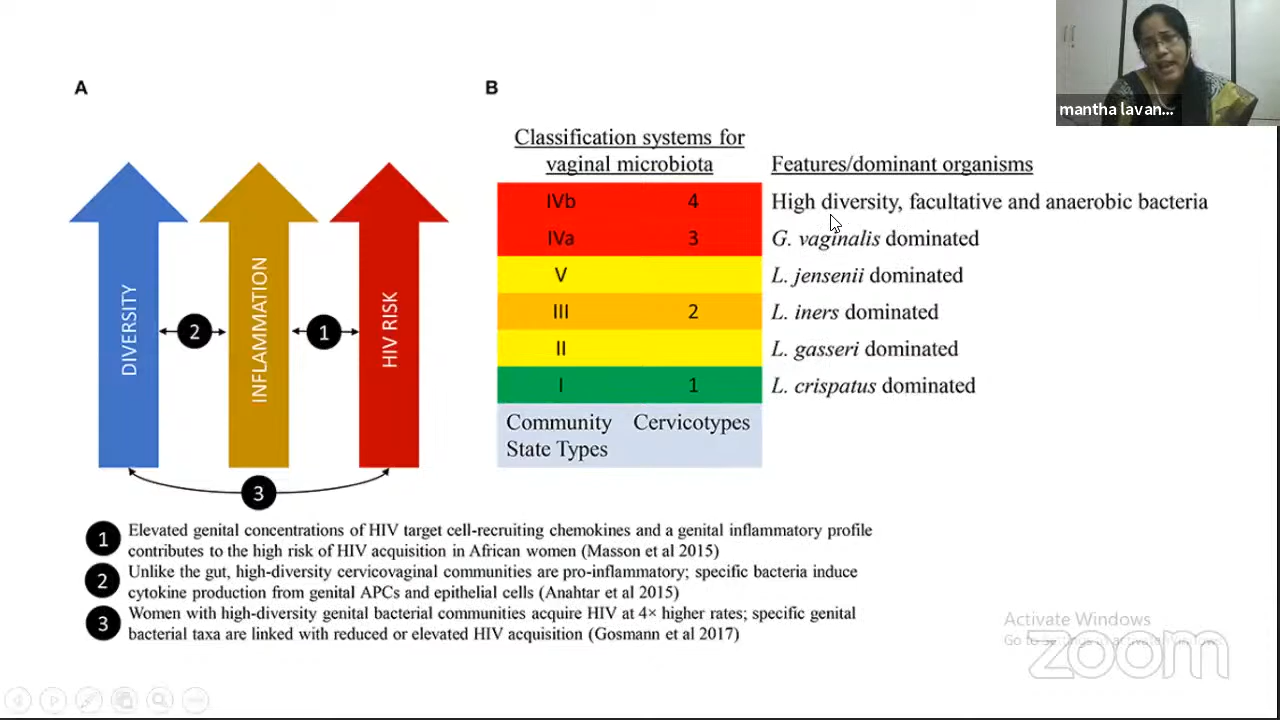 mantha lavan...
A
B
Classification systems for
vaginal microbiota
Features/dominant organisms
IVb 4 High diversity, facultative and anaerobic bacteria
IVa 3 G. vaginalis dominated
V L. jensenii dominated
III 2 L. iners dominated
II L. gasseri dominated
I 1 L. crispatus dominated
Community Cervicotypes
State Types
DIVERSITY
2
INFLAMMATION
1
HIV RISK
3
1 Elevated genital concentrations of HIV target cell-recruiting chemokines and a genital inflammatory profile
contributes to the high risk of HIV acquisition in African women (Masson et al 2015)
2 Unlike the gut, high-diversity cervicovaginal communities are pro-inflammatory; specific bacteria induce
cytokine production from genital APCs and epithelial cells (Anahtar et al 2015)
3 Women with high-diversity genital bacterial communities acquire HIV at 4× higher rates; specific genital
bacterial taxa are linked with reduced or elevated HIV acquisition (Gosmann et al 2017)
Activate Windows
Go to
zoom